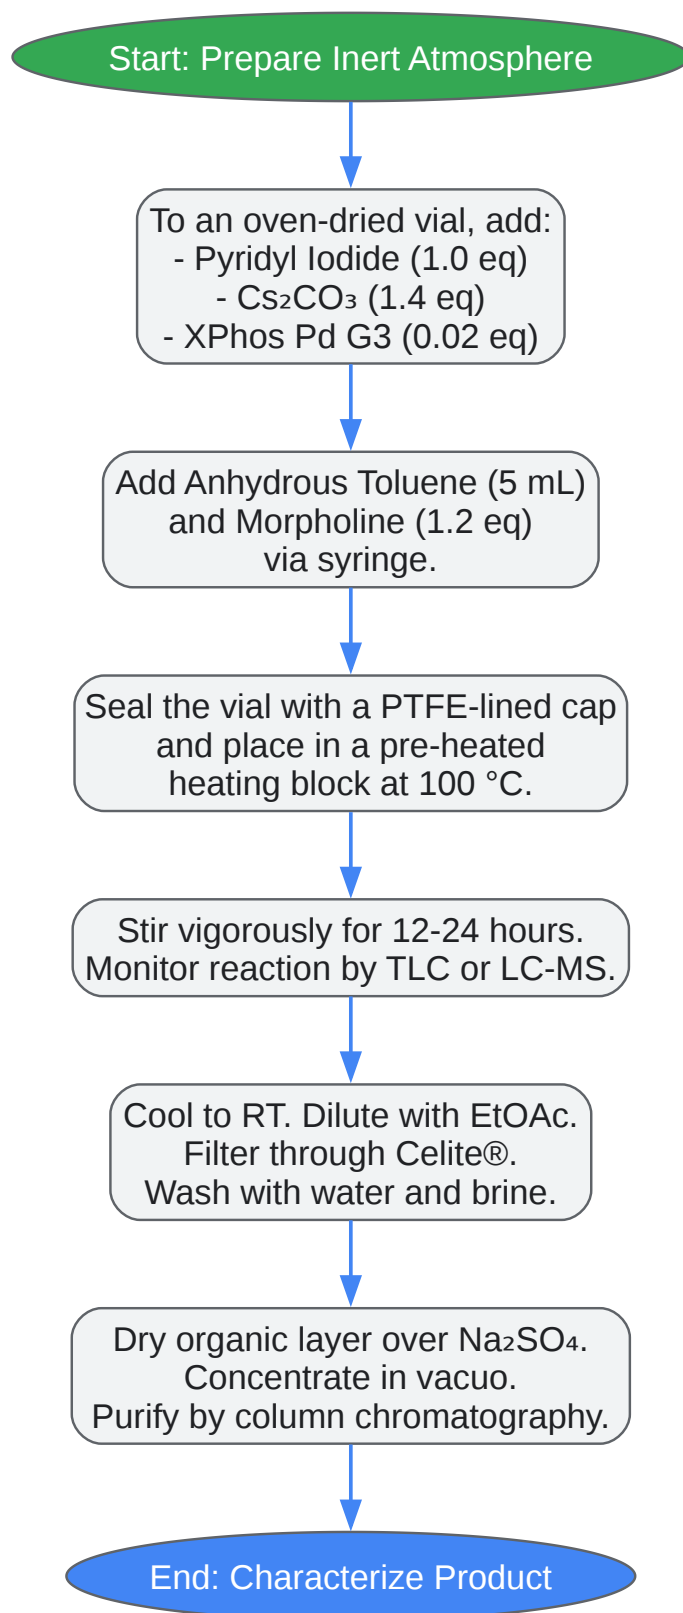 Start: Prepare Inert Atmosphere
To an oven-dried vial, add:
- Pyridyl Iodide (1.0 eq)
- Cs₂CO₃ (1.4 eq)
- XPhos Pd G3 (0.02 eq)
Add Anhydrous Toluene (5 mL)
and Morpholine (1.2 eq)
via syringe.
Seal the vial with a PTFE-lined cap
and place in a pre-heated
heating block at 100 °C.
Stir vigorously for 12-24 hours.
Monitor reaction by TLC or LC-MS.
Cool to RT. Dilute with EtOAc.
Filter through Celite®.
Wash with water and brine.
Dry organic layer over Na₂SO₄.
Concentrate in vacuo.
Purify by column chromatography.
End: Characterize Product